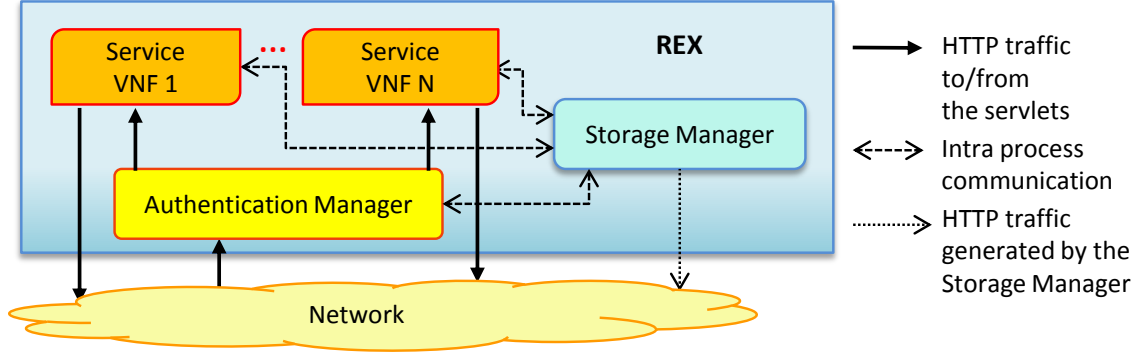 Service
VNF 1
...
Service
VNF N
REX
Storage Manager
Authentication Manager
Network
HTTP traffic
to/from
the servlets
Intra process
communication
HTTP traffic
generated by the
Storage Manager